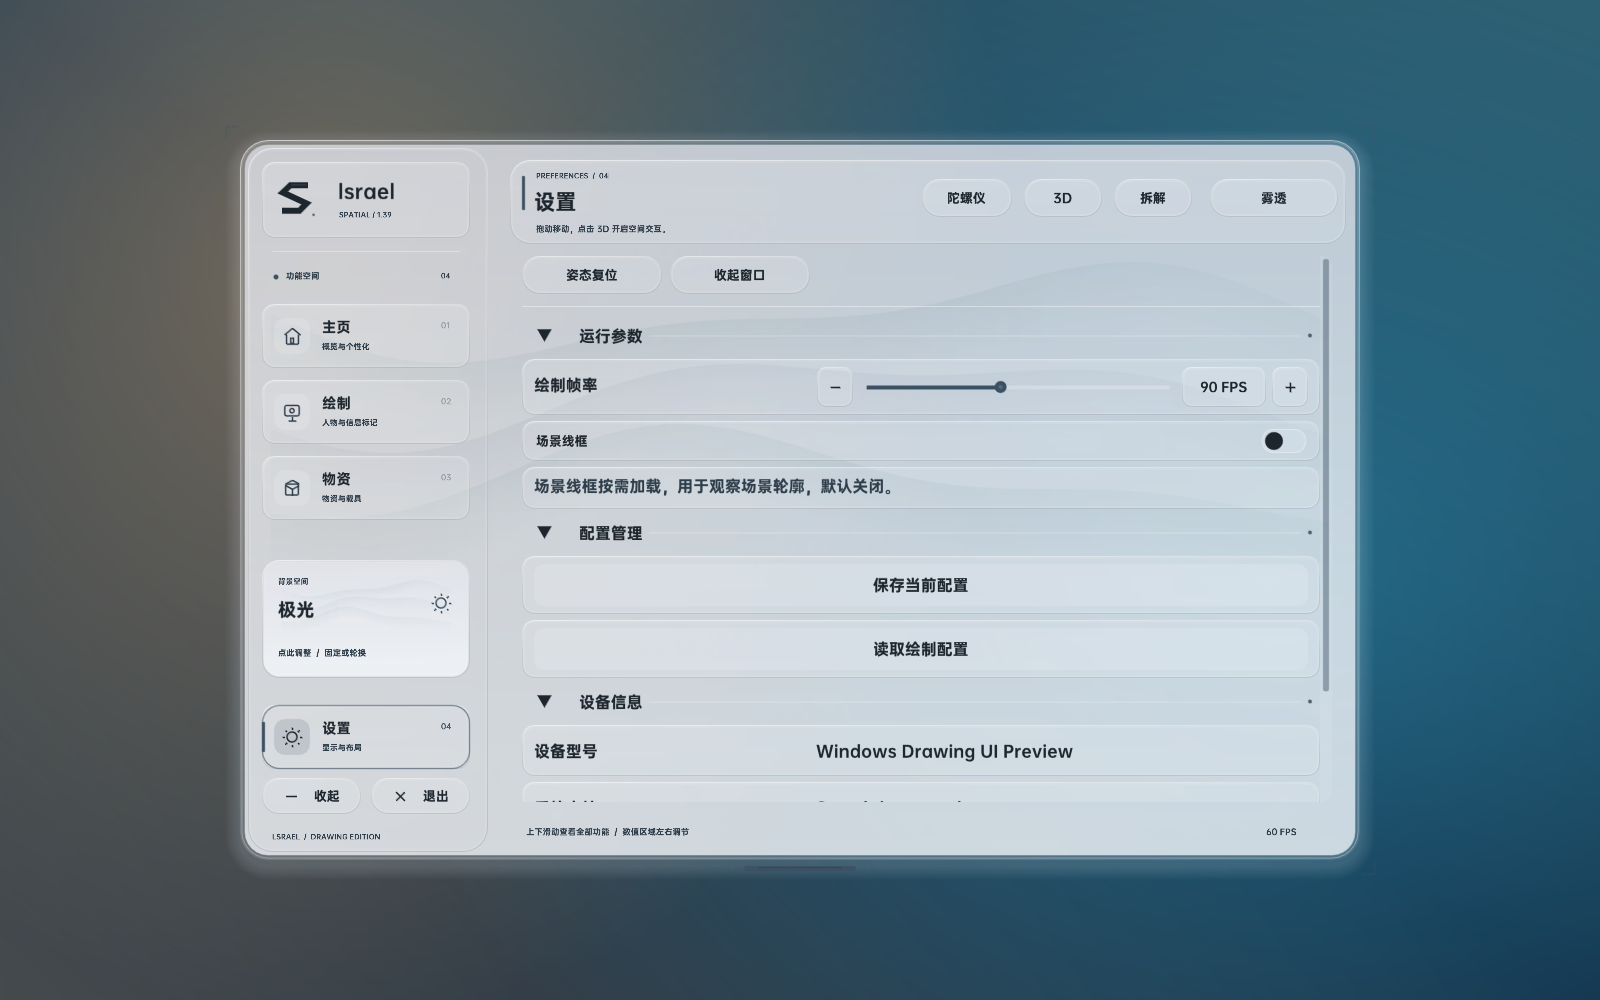 lsrael
SPATIAL / 1.39
功能空间 04
主页 01
概览与个性化
绘制 02
人物与信息标记
物资 03
物资与载具
背景空间
极光
点此调整 / 固定或轮换
设置 04
显示与布局
收起 退出
LSRAEL / DRAWING EDITION
PREFERENCES / 04
设置
拖动移动，点击 3D 开启空间交互。
陀螺仪 3D 拆解 雾透
姿态复位 收起窗口
运行参数
绘制帧率 − 90 FPS +
场景线框
场景线框按需加载，用于观察场景轮廓，默认关闭。
配置管理
保存当前配置
读取绘制配置
设备信息
设备型号 Windows Drawing UI Preview
上下滑动查看全部功能 / 数值区域左右调节 60 FPS